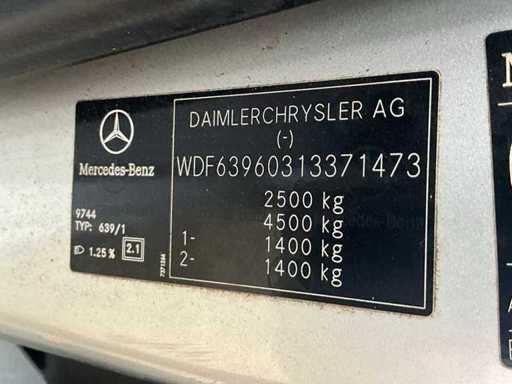 Mercedes-Benz
9744
TYP: 639/1
1.25 % 2.1
7371264
DAIMLERCHRYSLER AG
(-)
WDF63960313371473
2500 kg
4500 kg
1- 1400 kg
2- 1400 kg